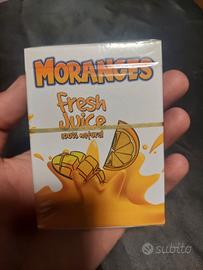 MORANGES
fresh
Juice
100% natural
subito